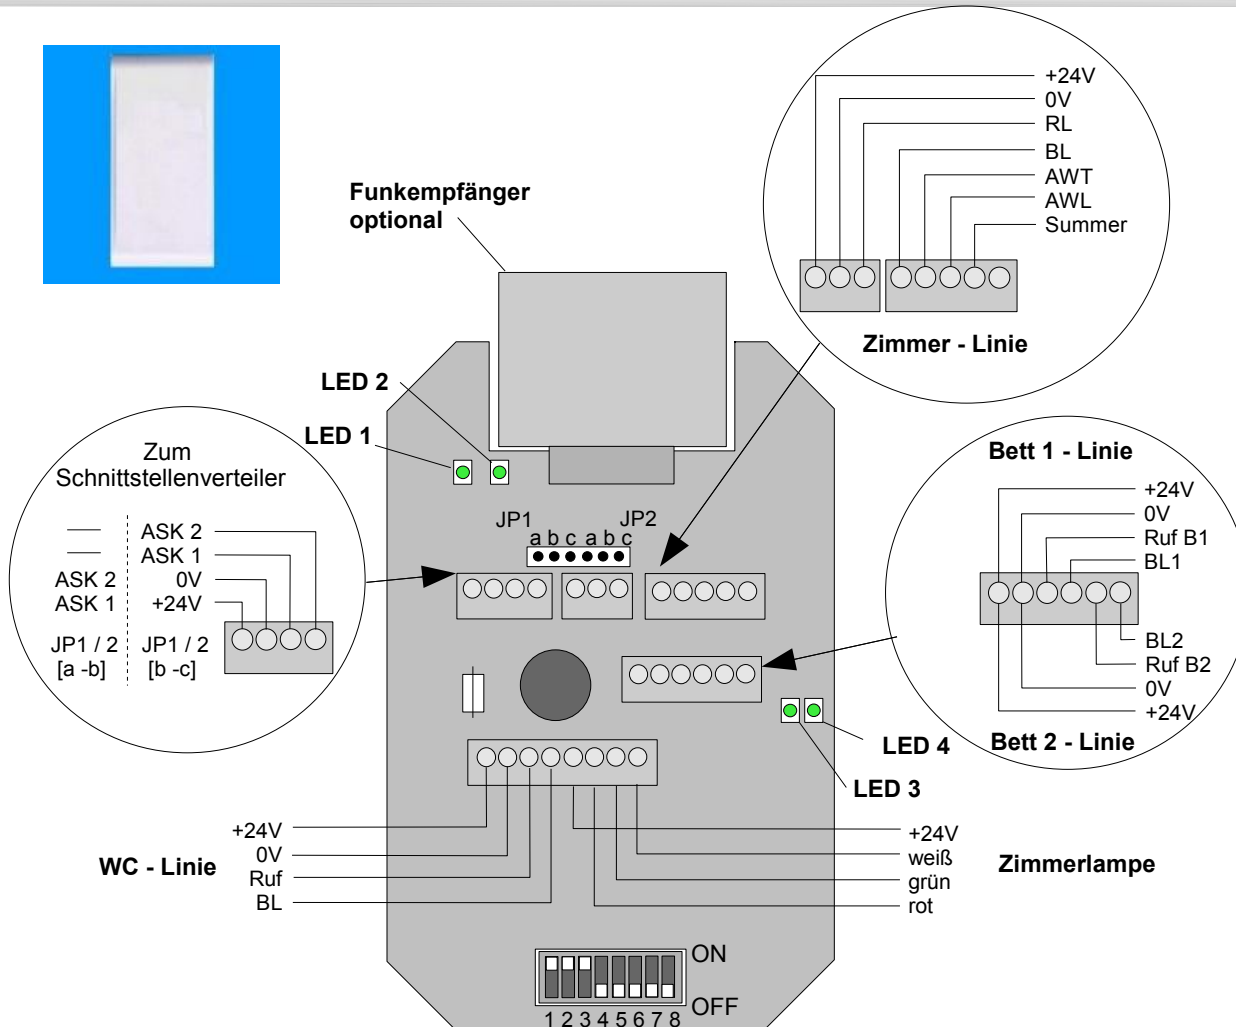 +24V
0V
RL
BL
AWT
AWL
Summer
Zimmer - Linie
Funkempfänger
optional
LED 2
LED 1
Zum
Schnittstellenverteiler
ASK 2
ASK 1
ASK 2 0V
ASK 1 +24V
JP1 / 2 JP1 / 2
[a -b] [b -c]
JP1 JP2
a b c a b c
Bett 1 - Linie
+24V
0V
Ruf B1
BL1
BL2
Ruf B2
0V
+24V
Bett 2 - Linie
LED 4
LED 3
WC - Linie
+24V
0V
Ruf
BL
+24V
weiß
grün
rot
Zimmerlampe
ON
OFF
1 2 3 4 5 6 7 8